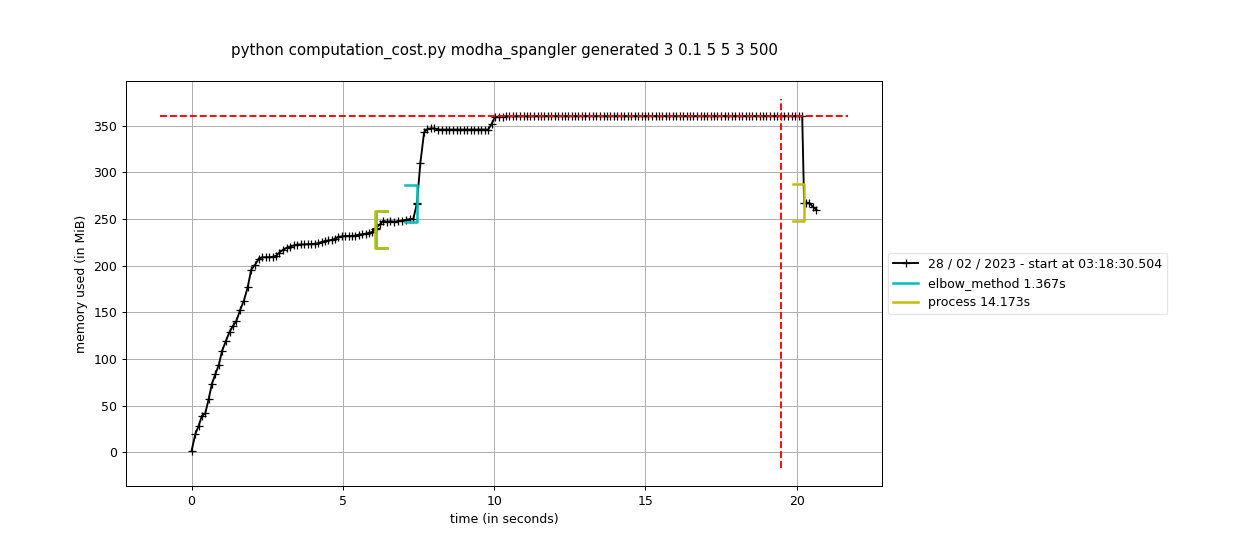 python computation_cost.py modha_spangler generated 3 0.1 5 5 3 500
memory used (in MiB)
350
300
250
200
150
100
50
0
0 5 10 15 20
time (in seconds)
28 / 02 / 2023 - start at 03:18:30.504
elbow_method 1.367s
process 14.173s